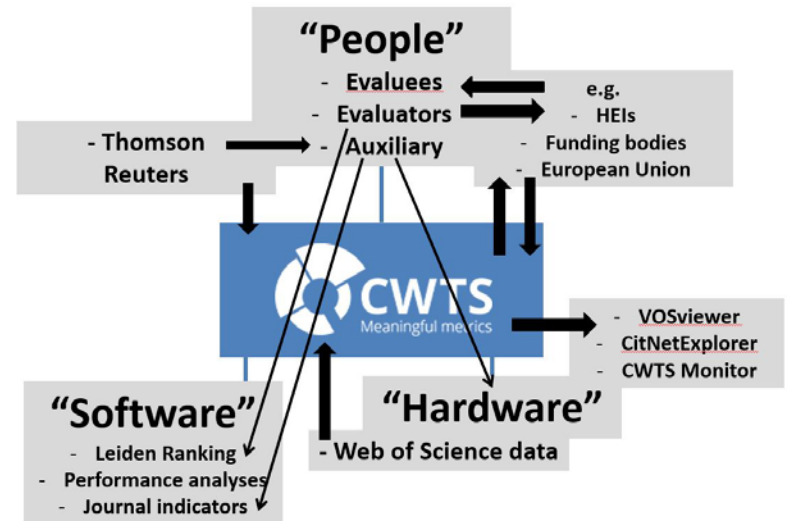 “People”
- Evaluees
- Evaluators
- Auxiliary
e.g.
- HEIs
- Funding bodies
- European Union
- Thomson
Reuters
CWTS
Meaningful metrics
- VOSviewer
- CitNetExplorer
- CWTS Monitor
“Software”
- Leiden Ranking
- Performance analyses
- Journal indicators
“Hardware”
- Web of Science data